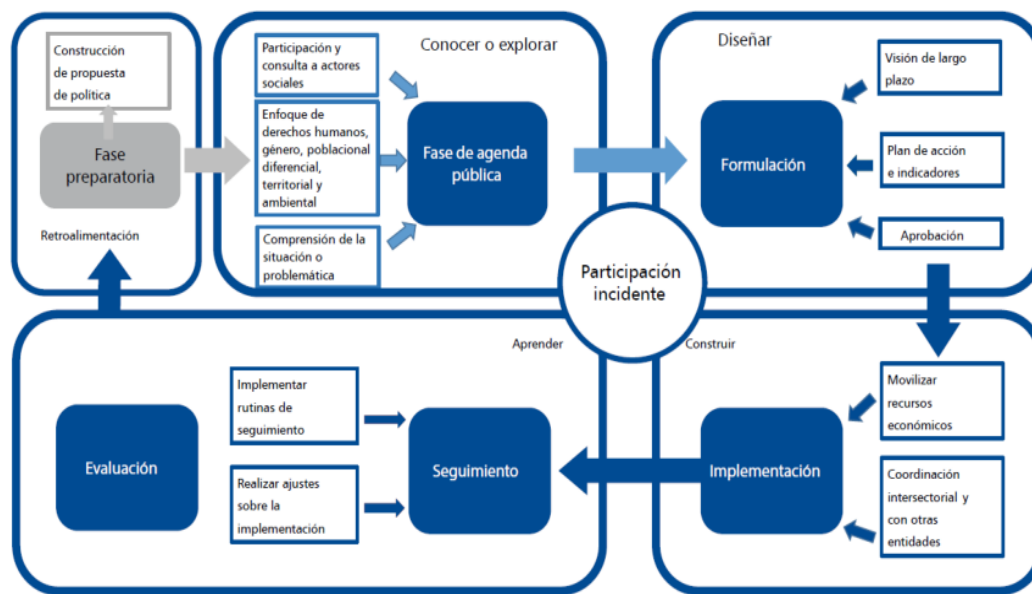 Construcción
de propuesta
de política
Fase
preparatoria
Retroalimentación
Conocer o explorar
Participación y
consulta a actores
sociales
Enfoque de
derechos humanos,
género, poblacional
diferencial,
territorial y
ambiental
Comprensión de la
situación o
problemática
Fase de agenda
pública
Diseñar
Formulación
Visión de largo
plazo
Plan de acción
e indicadores
Aprobación
Participación
incidente
Aprender
Construir
Evaluación
Implementar
rutinas de
seguimiento
Realizar ajustes
sobre la
implementación
Seguimiento
Implementación
Movilizar
recursos
económicos
Coordinación
intersectorial y
con otras
entidades